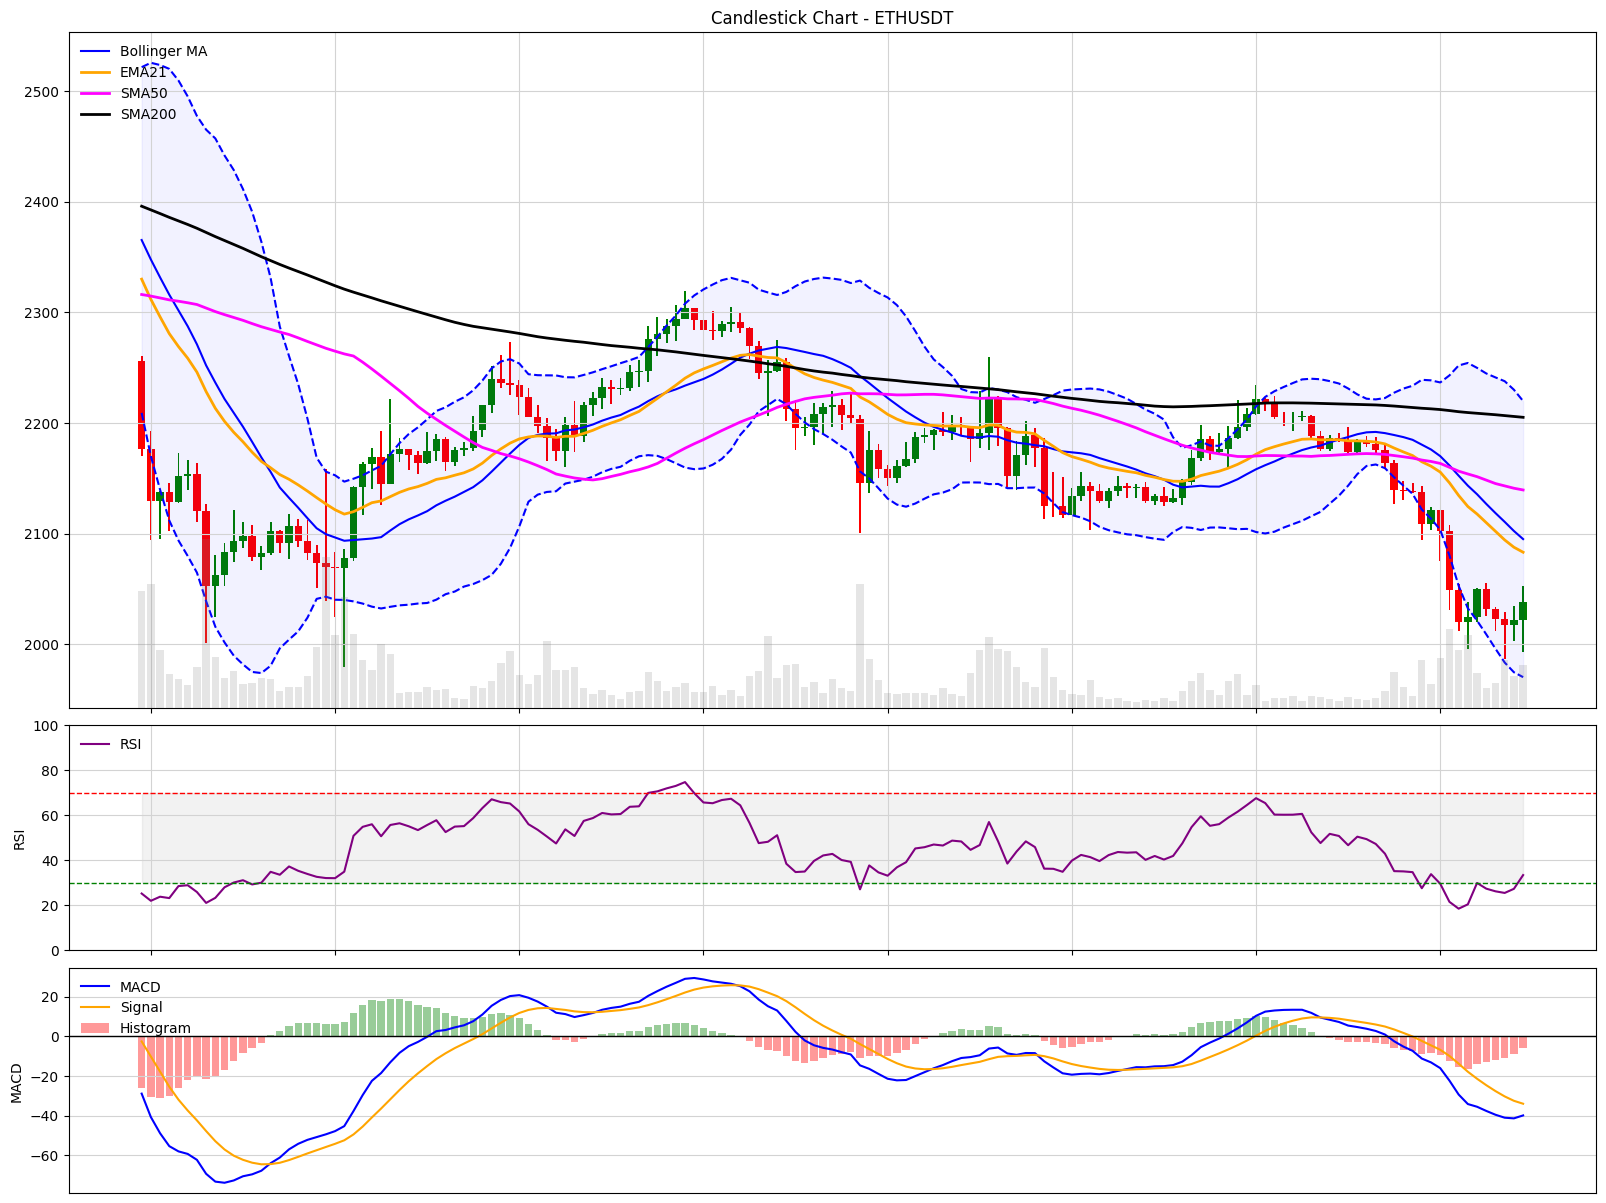 Candlestick Chart - ETHUSDT
Bollinger MA
EMA21
SMA50
SMA200
2500
2400
2300
2200
2100
2000
RSI
100
80
60
40
20
0
RSI
MACD
Signal
Histogram
20
0
−20
−40
−60
MACD